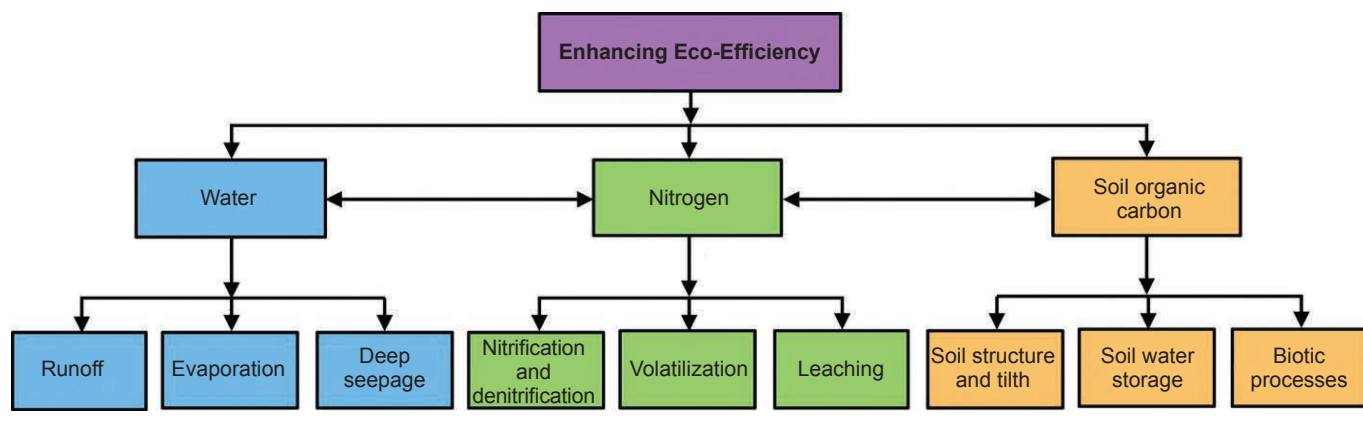 Enhancing Eco-Efficiency
Water
Nitrogen
Soil organic
carbon
Runoff
Evaporation
Deep
seepage
Nitrification
and
denitrification
Volatilization
Leaching
Soil structure
and tilth
Soil water
storage
Biotic
processes